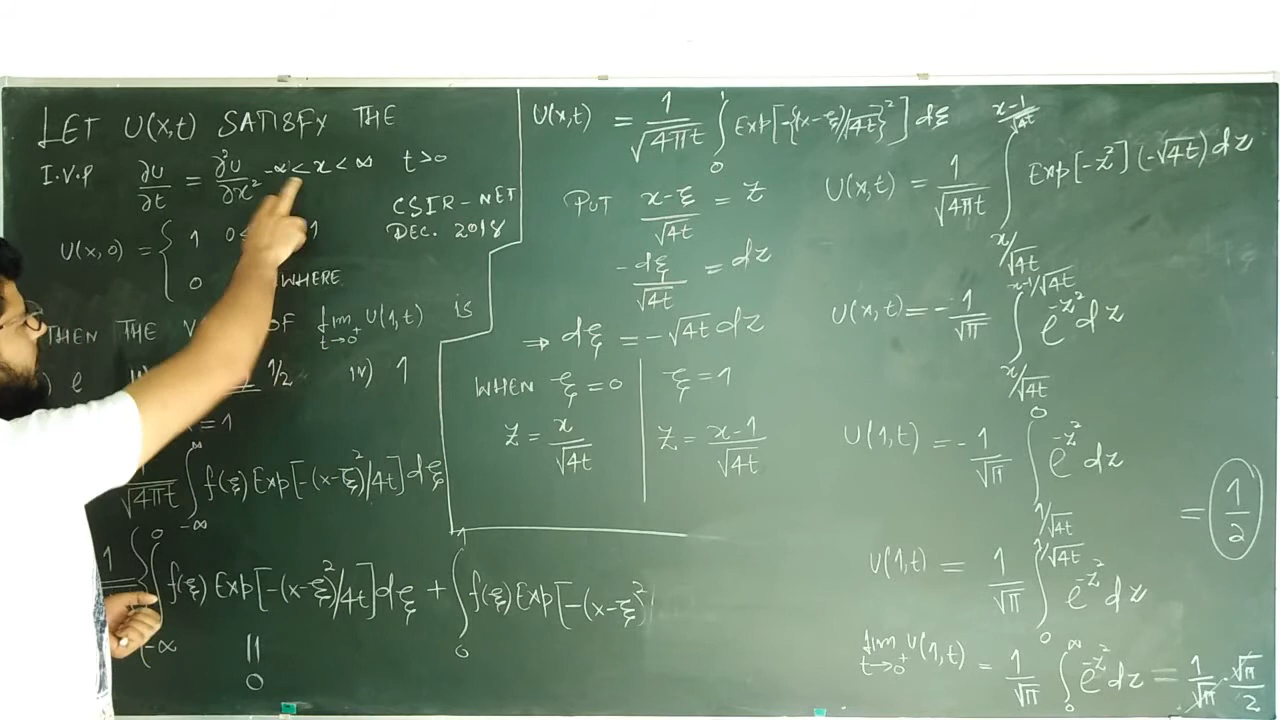 LET U(x,t) SATISFY THE
I.V.P ∂U/∂t = ∂²U/∂x² -∞ < x < ∞ t>0
CSIR-NET
DEC. 2018
U(x,0) = { 1 0< 1
0 WHERE
THEN THE V OF lim t→0⁺ U(1,t) is
) e 1/2 iv) 1
=1
√4πt ∫_{-∞}^{∞} f(ξ) Exp[-(x-ξ)²/4t] dξ
1 { ∫_{-∞}^{0} f(ξ) Exp[-(x-ξ)²/4t] dξ + ∫_{0}^{1} f(ξ) Exp[-(x-ξ)²
||
0
U(x,t) = 1/√4πt ∫_{0}^{1} Exp[-{(x-ξ)/√4t}²] dξ
PUT (x-ξ)/√4t = Z
-dξ/√4t = dZ
⇒ dξ = -√4t dZ
WHEN ξ=0 | ξ=1
Z = x/√4t | Z = (x-1)/√4t
U(x,t) = 1/√4πt ∫_{x/√4t}^{x-1/√4t} Exp[-z²] (-√4t) dz
U(x,t) = -1/√π ∫_{x/√4t}^{x-1/√4t} e^{-z²} dz
U(1,t) = -1/√π ∫_{1/√4t}^{0} e^{-z²} dz
U(1,t) = 1/√π ∫_{0}^{1/√4t} e^{-z²} dz
lim t→0⁺ U(1,t) = 1/√π ∫_{0}^{∞} e^{-z²} dz = 1/√π · √π/2
= 1/2